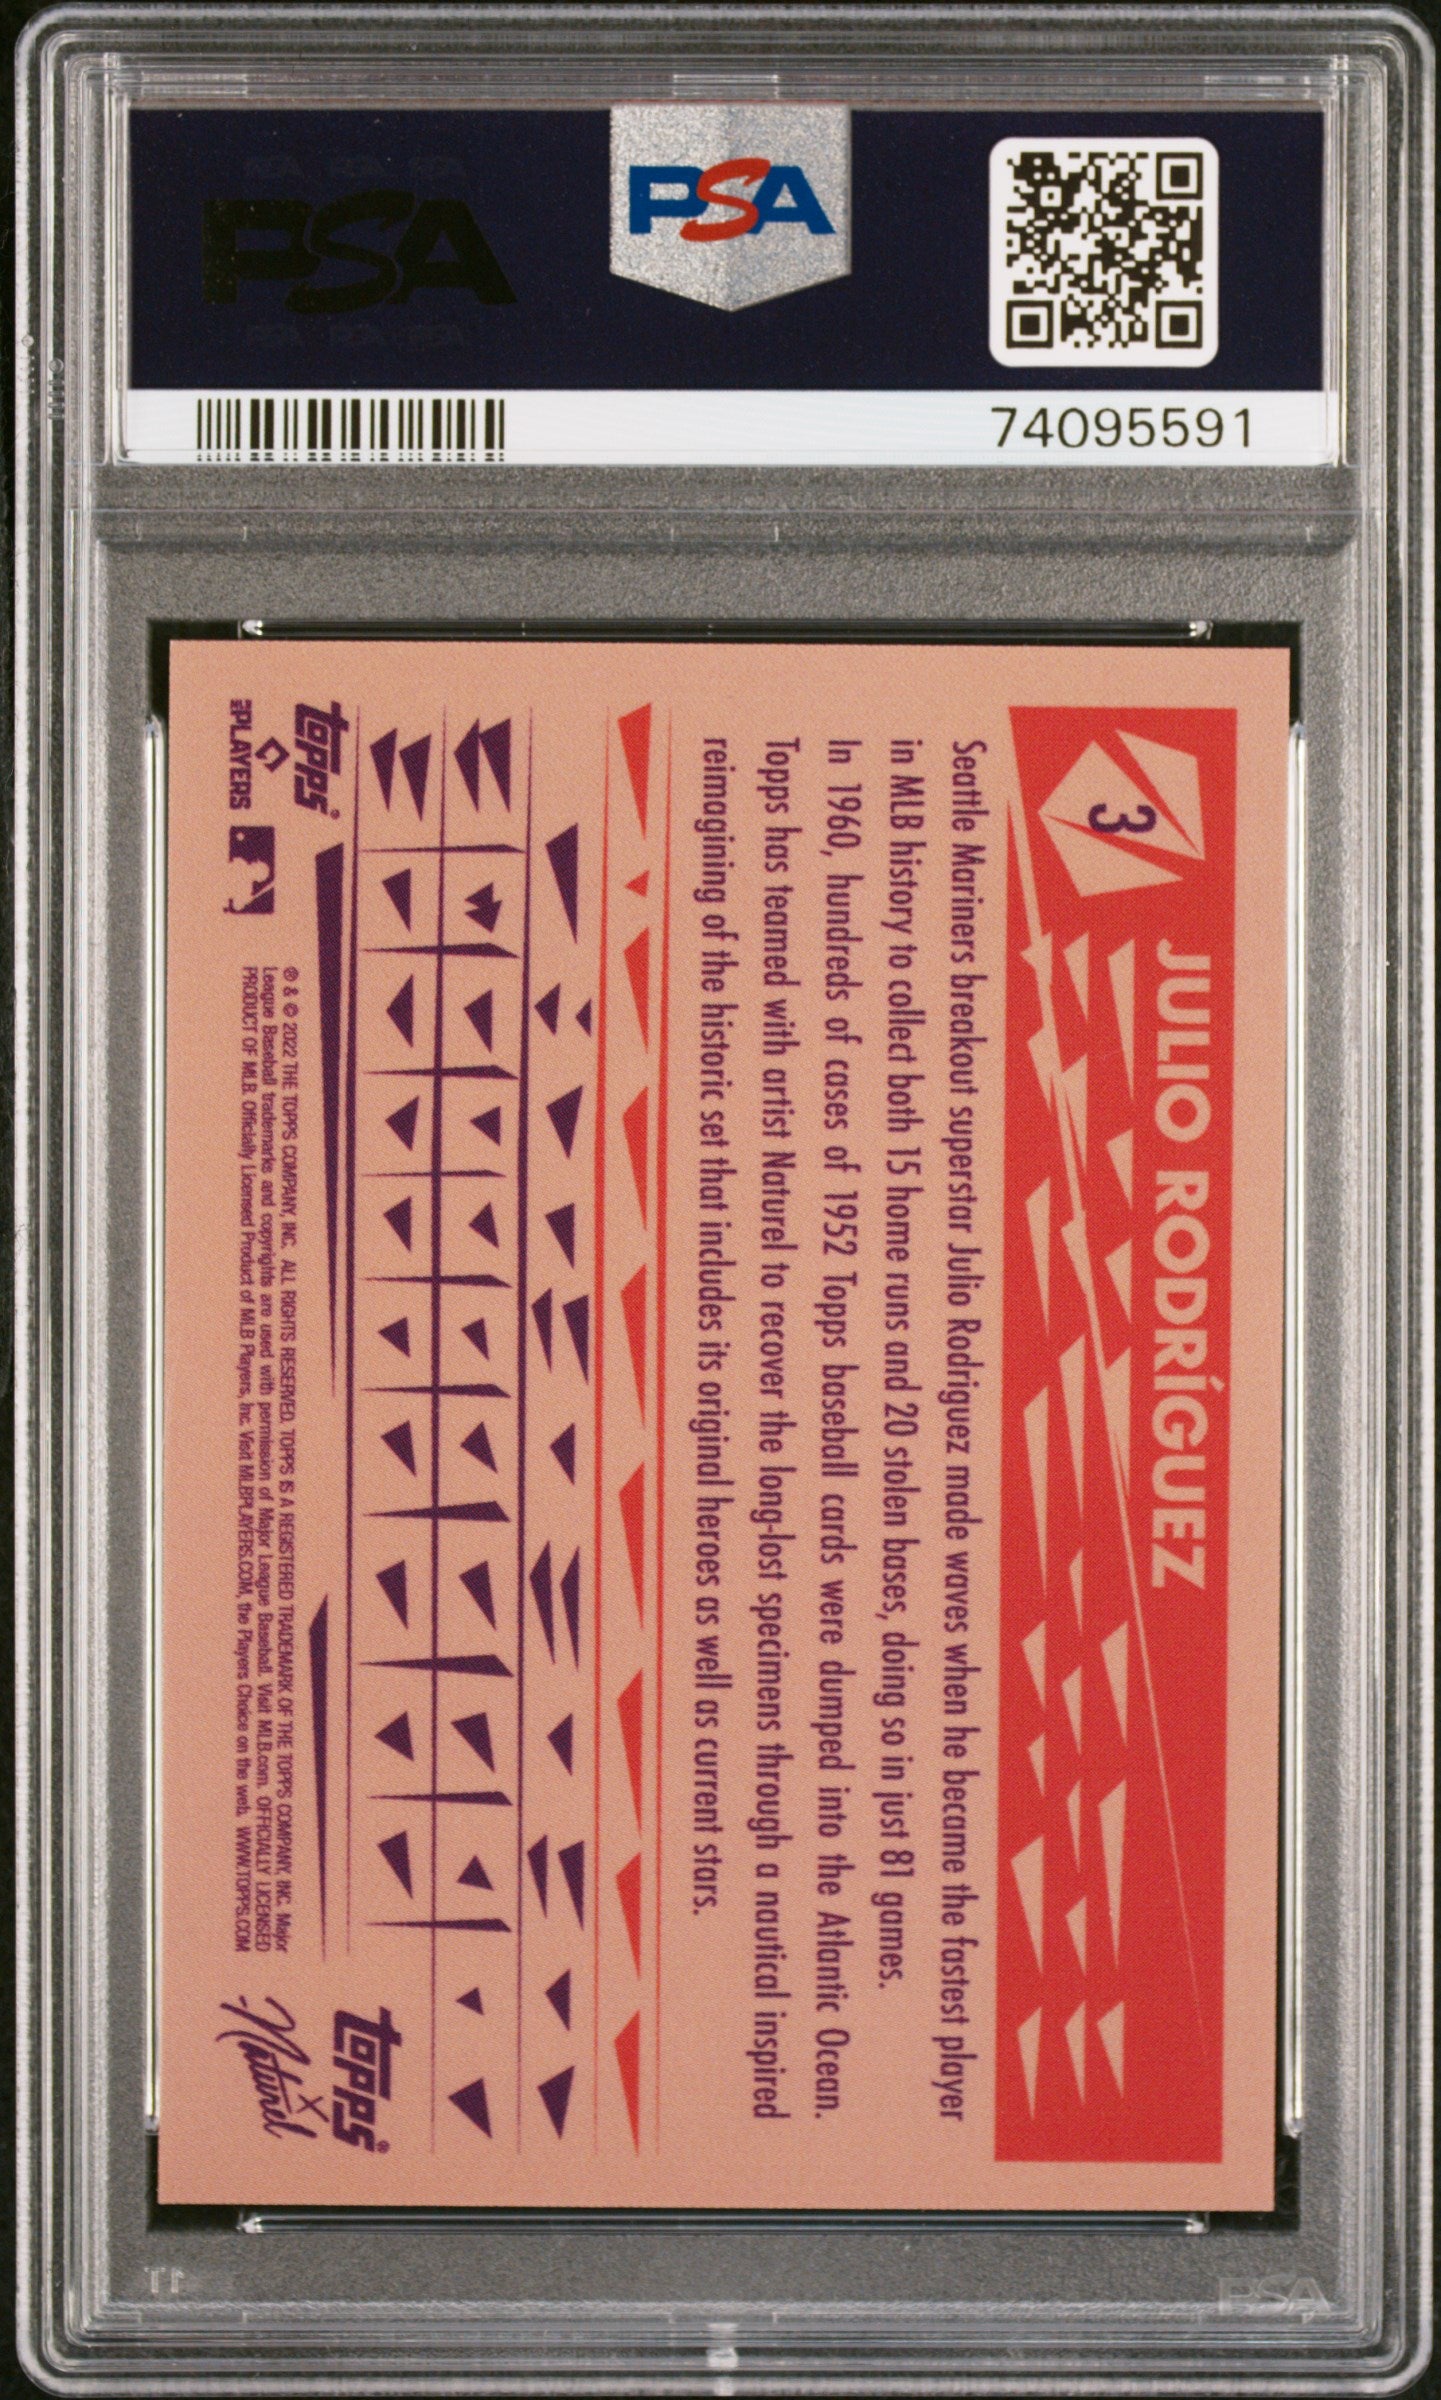 PSA
PSA
74095591
3
JULIO RODRÍGUEZ
Seattle Mariners breakout superstar Julio Rodriguez made waves when he became the fastest player
in MLB history to collect both 15 home runs and 20 stolen bases, doing so in just 81 games.
In 1960, hundreds of cases of 1952 Topps baseball cards were dumped into the Atlantic Ocean.
Topps has teamed with artist Naturel to recover the long-lost specimens through a nautical inspired
reimagining of the historic set that includes its original heroes as well as current stars.
topps®
MLB PLAYERS
® & © 2022 THE TOPPS COMPANY, INC. ALL RIGHTS RESERVED. TOPPS IS A REGISTERED TRADEMARK OF THE TOPPS COMPANY, INC. Major
League Baseball trademarks and copyrights are used with permission of Major League Baseball. Visit MLB.com. OFFICIALLY LICENSED
PRODUCT OF MLB Players, Inc. Officially Licensed Product of MLB Players, Inc. Visit MLBPLAYERS.COM, the Players Choice on the web. WWW.TOPPS.COM
topps®
x
Naturel
PSA